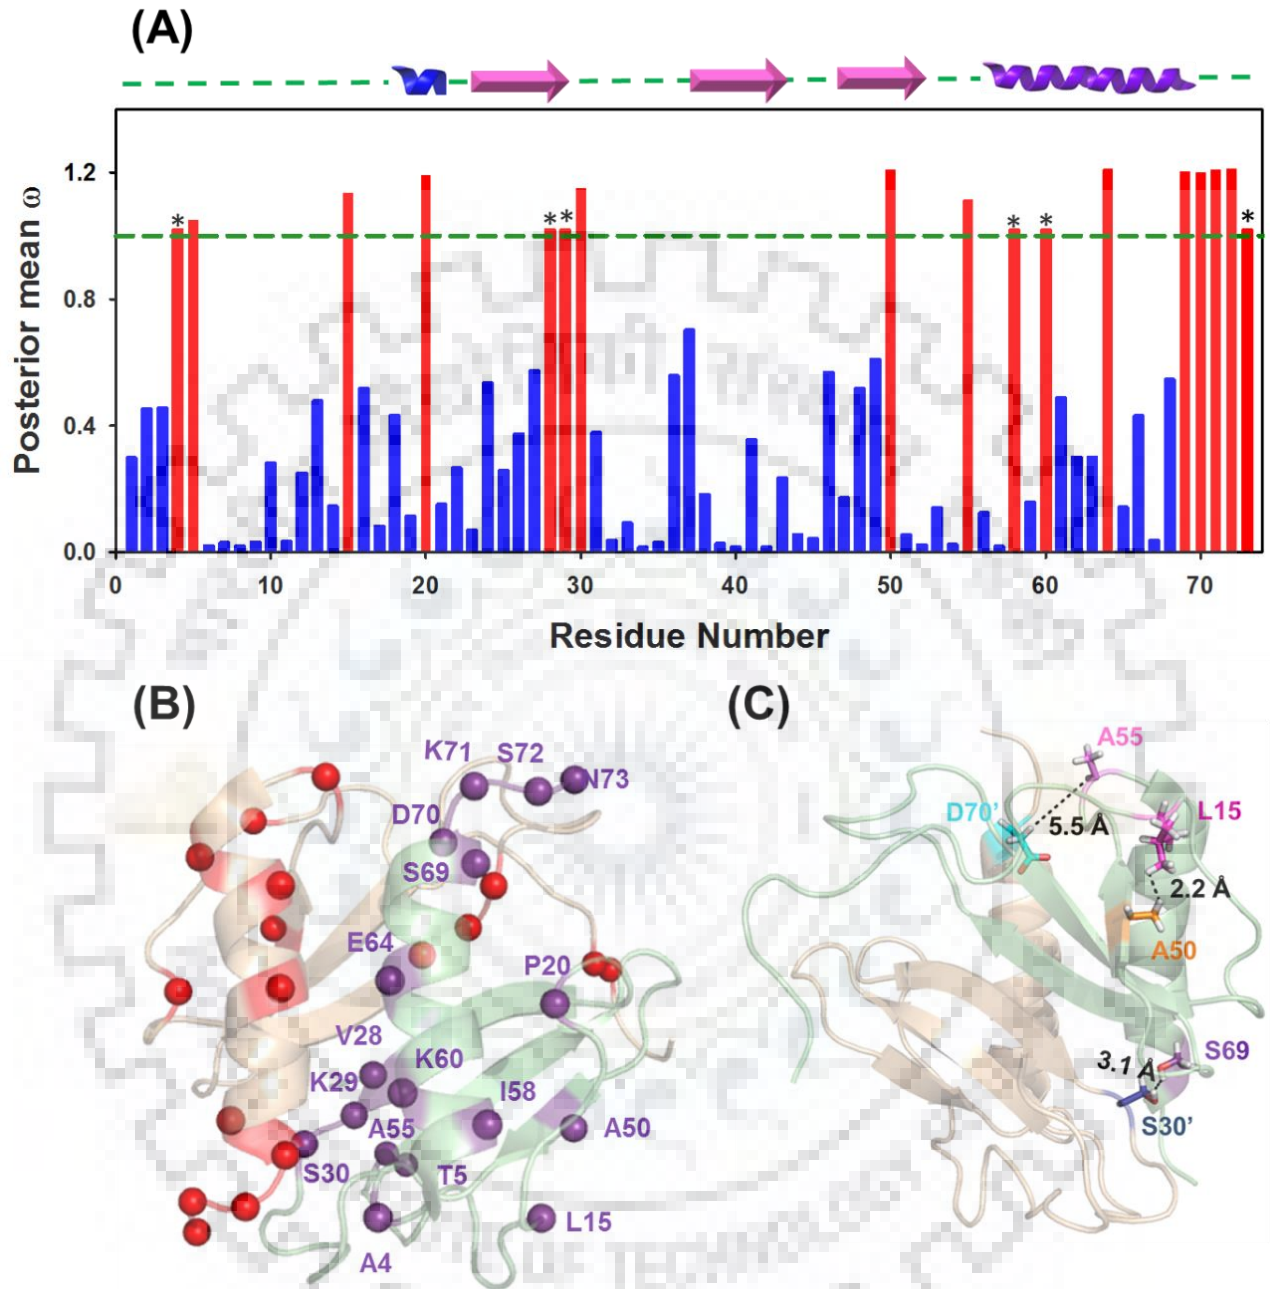 (A)
* * * * * *
1.2
0.8
0.4
0.0
Posterior mean ω
0 10 20 30 40 50 60 70
Residue Number
(B)
K71 S72
N73
D70
S69
E64
P20
V28
K60
K29
I58
A55
A50
S30
T5
L15
A4
(C)
A55
D70’
L15
5.5 Å
2.2 Å
A50
3.1 Å
S69
S30’